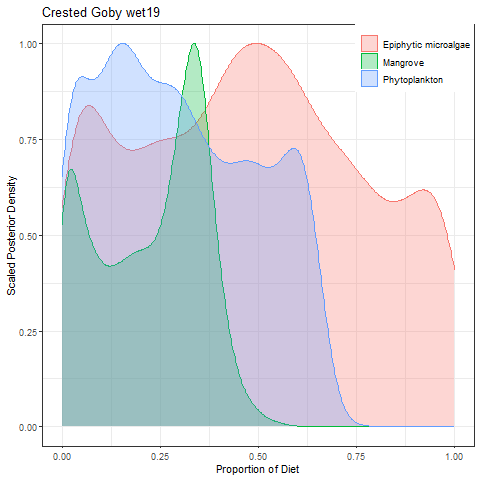 Crested Goby wet19
Epiphytic microalgae
Mangrove
Phytoplankton
Scaled Posterior Density
1.00
0.75
0.50
0.25
0.00
0.00 0.25 0.50 0.75 1.00
Proportion of Diet